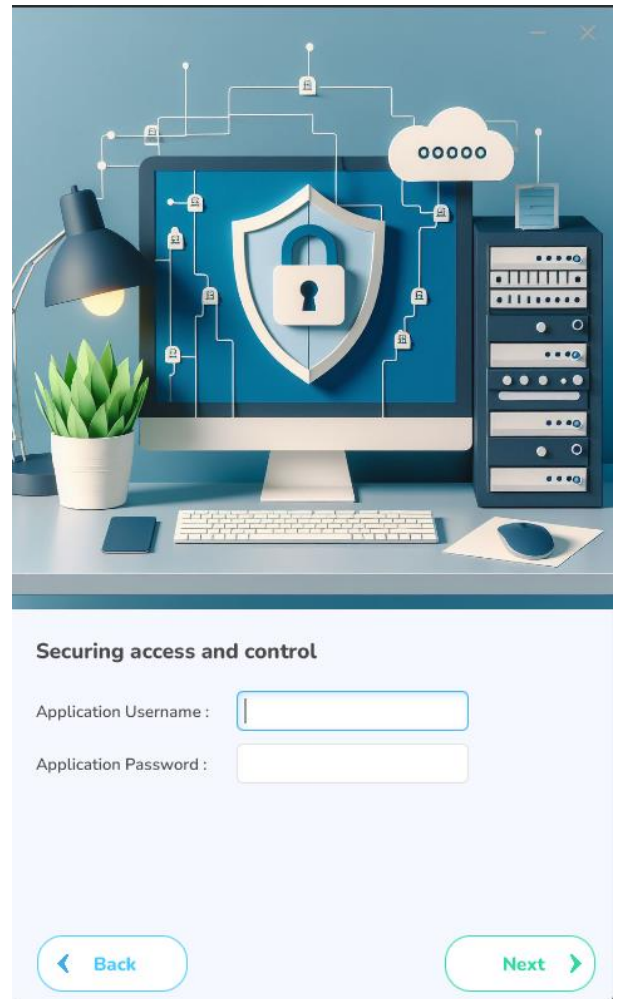 Securing access and control
Application Username :
Application Password :
Back
Next